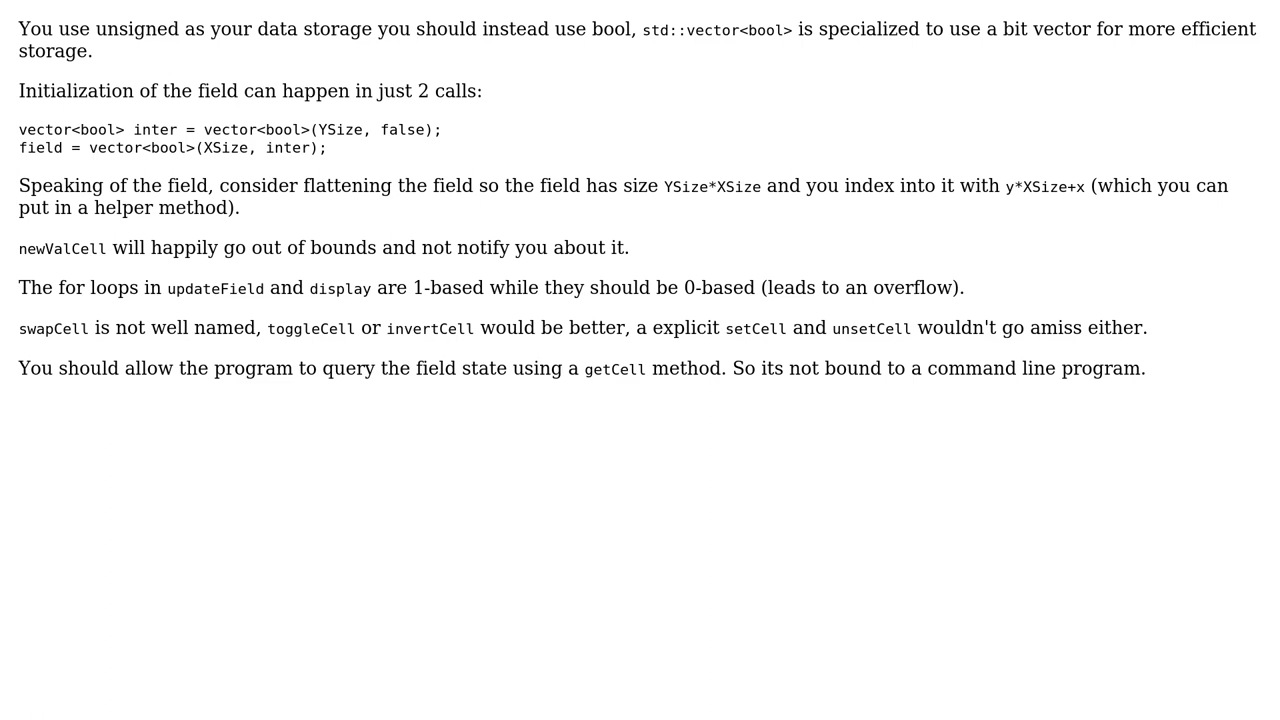 You use unsigned as your data storage you should instead use bool, std::vector<bool> is specialized to use a bit vector for more efficient
storage.
Initialization of the field can happen in just 2 calls:
vector<bool> inter = vector<bool>(YSize, false);
field = vector<bool>(XSize, inter);
Speaking of the field, consider flattening the field so the field has size YSize*XSize and you index into it with y*XSize+x (which you can
put in a helper method).
newValCell will happily go out of bounds and not notify you about it.
The for loops in updateField and display are 1-based while they should be 0-based (leads to an overflow).
swapCell is not well named, toggleCell or invertCell would be better, a explicit setCell and unsetCell wouldn't go amiss either.
You should allow the program to query the field state using a getCell method. So its not bound to a command line program.